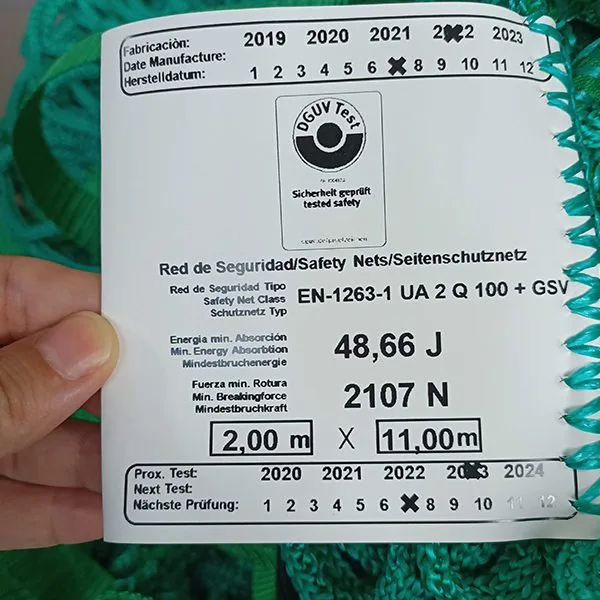 Fabricación:
Date Manufacture:
Herstelldatum:
2019 2020 2021 2022 2023
1 2 3 4 5 6 7 8 9 10 11 12
DGUV Test
Sicherheit geprüft
tested safety
Red de Seguridad/Safety Nets/Seitenschutznetz
Red de Seguridad Tipo
Safety Net Class
Schutznetz Typ
EN-1263-1 UA 2 Q 100 + GSV
Energia min. Absorción
Min. Energy Absorbtion
Mindestbruchenergie
48,66 J
Fuerza min. Rotura
Min. Breakingforce
Mindestbruchkraft
2107 N
2,00 m X 11,00m
Prox. Test:
Next Test:
Nächste Prüfung:
2020 2021 2022 2023 2024
1 2 3 4 5 6 7 8 9 10 11 12